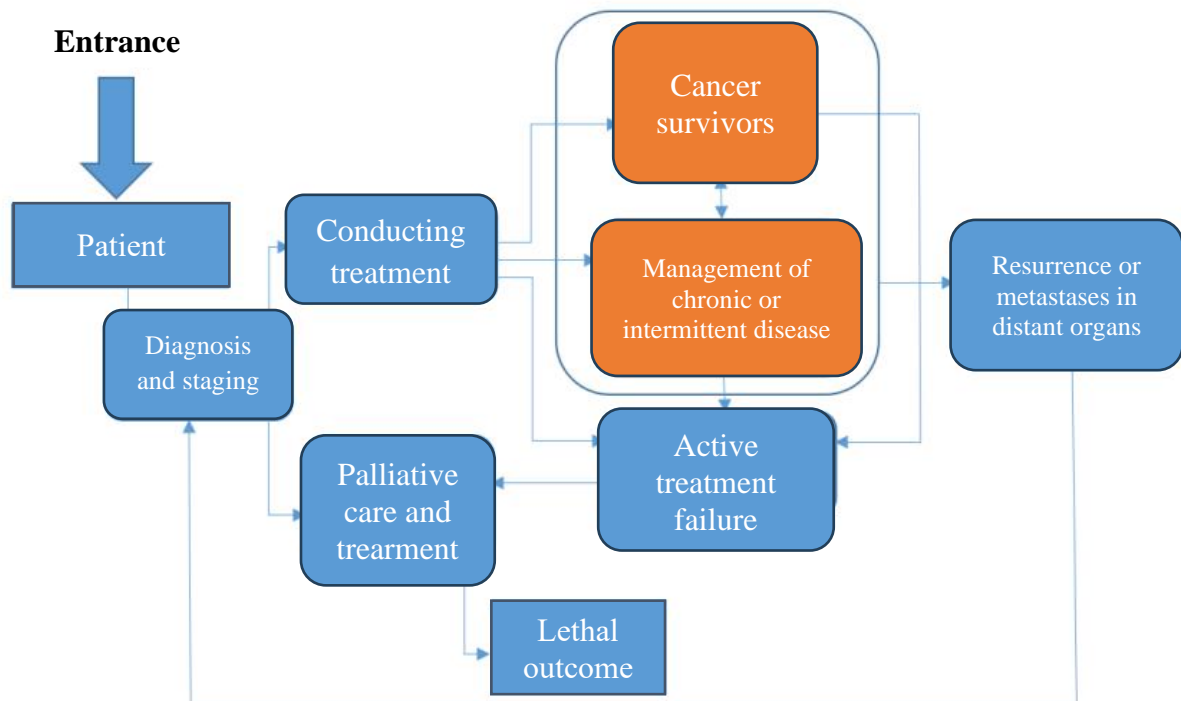 Entrance
Patient
Diagnosis
and staging
Conducting
treatment
Palliative
care and
trearment
Lethal
outcome
Cancer
survivors
Management of
chronic or
intermittent disease
Active
treatment
failure
Resurrence or
metastases in
distant organs